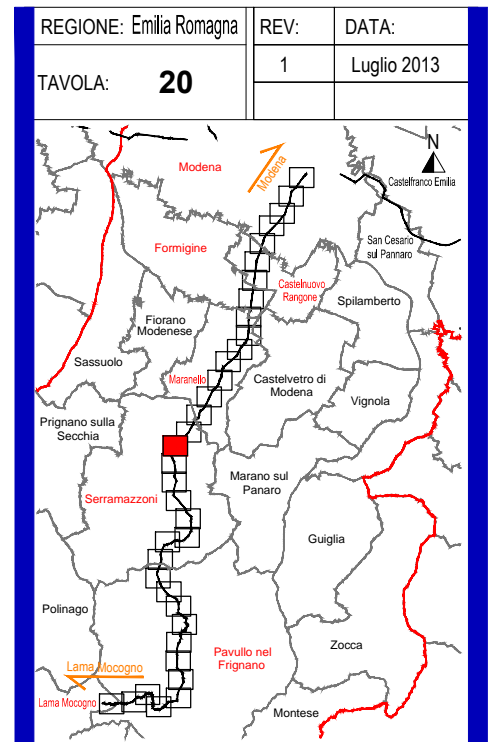 REGIONE: Emilia Romagna
REV:
DATA:
TAVOLA: 20
1
Luglio 2013
Modena
Modena
N
Castelfranco Emilia
Formigine
San Cesario
sul Pannaro
Castelnuovo
Rangone
Spilamberto
Fiorano
Modenese
Sassuolo
Maranello
Castelvetro di
Modena
Vignola
Prignano sulla
Secchia
Marano sul
Panaro
Serramazzoni
Guiglia
Polinago
Zocca
Pavullo nel
Frignano
Lama Mocogno
Lama Mocogno
Montese